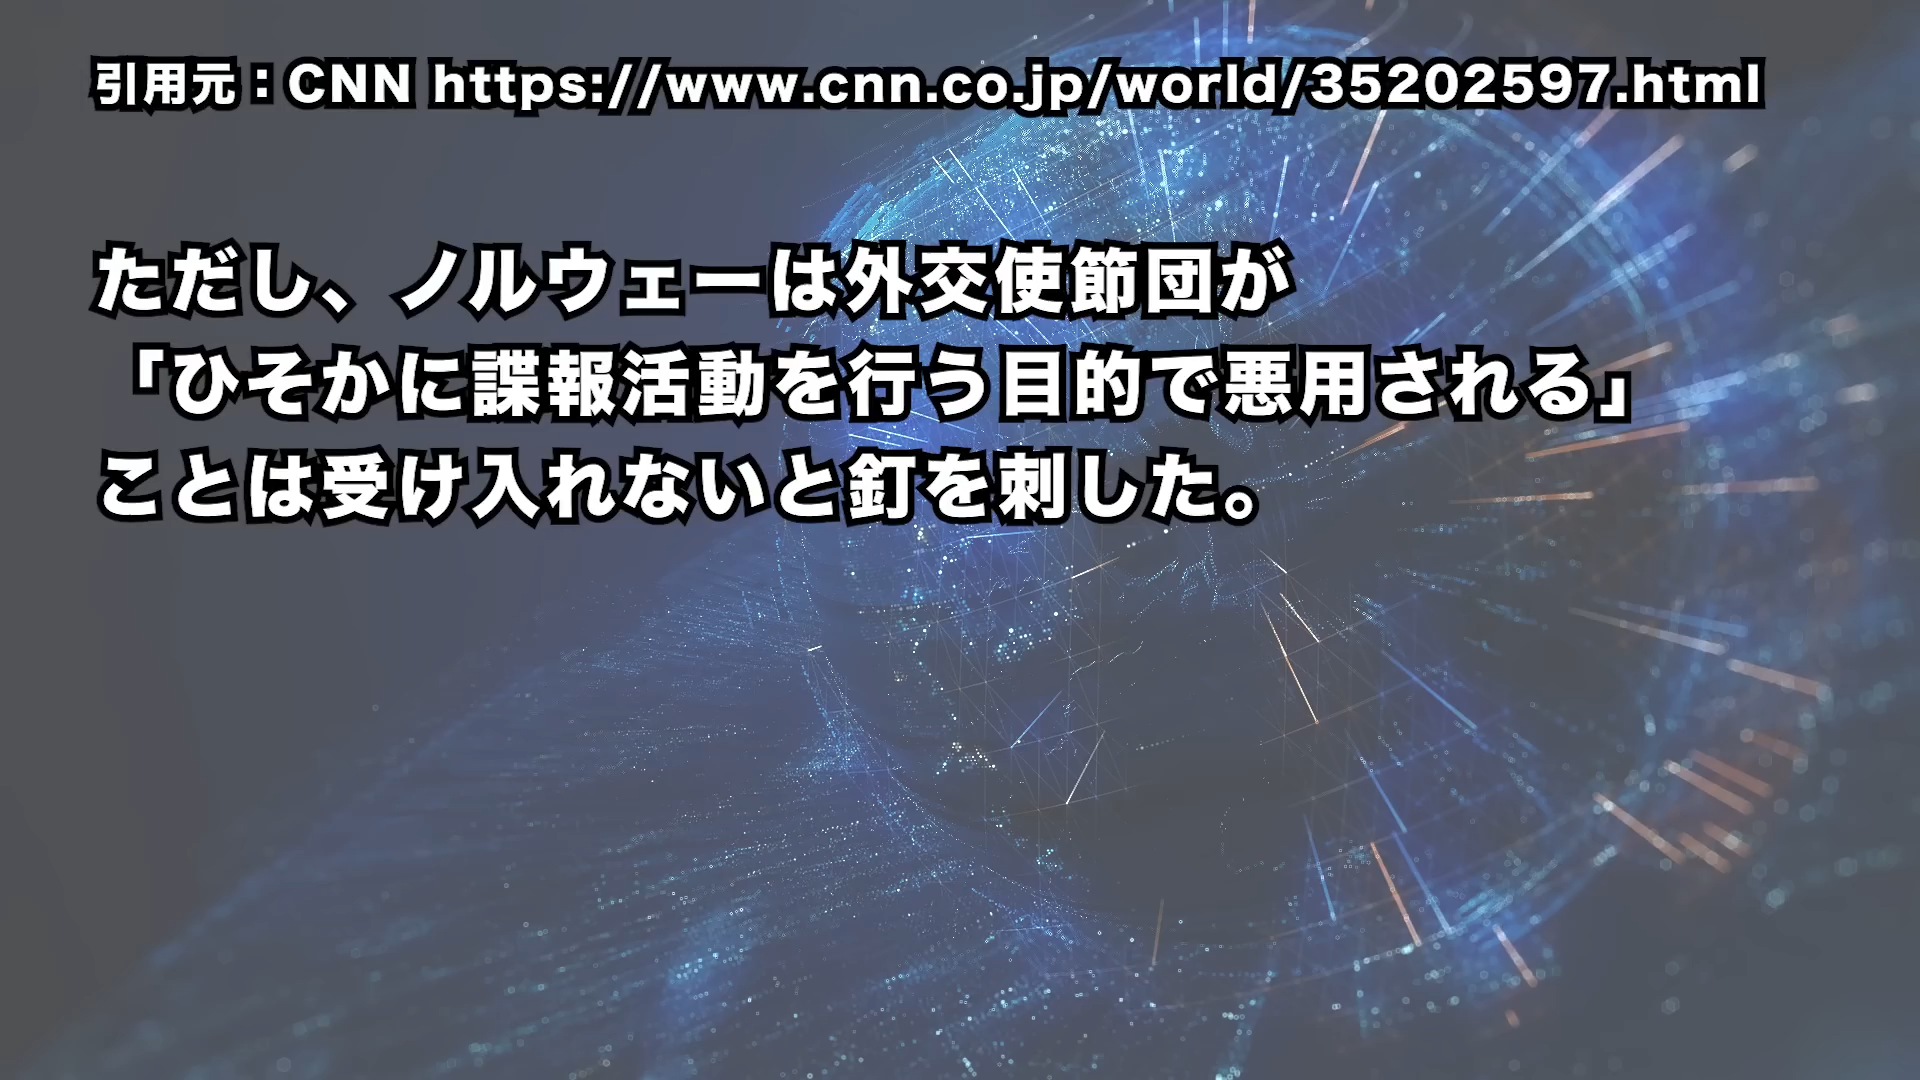 引用元：CNN https://www.cnn.co.jp/world/35202597.html
ただし、ノルウェーは外交使節団が
「ひそかに諜報活動を行う目的で悪用される」
ことは受け入れないと釘を刺した。